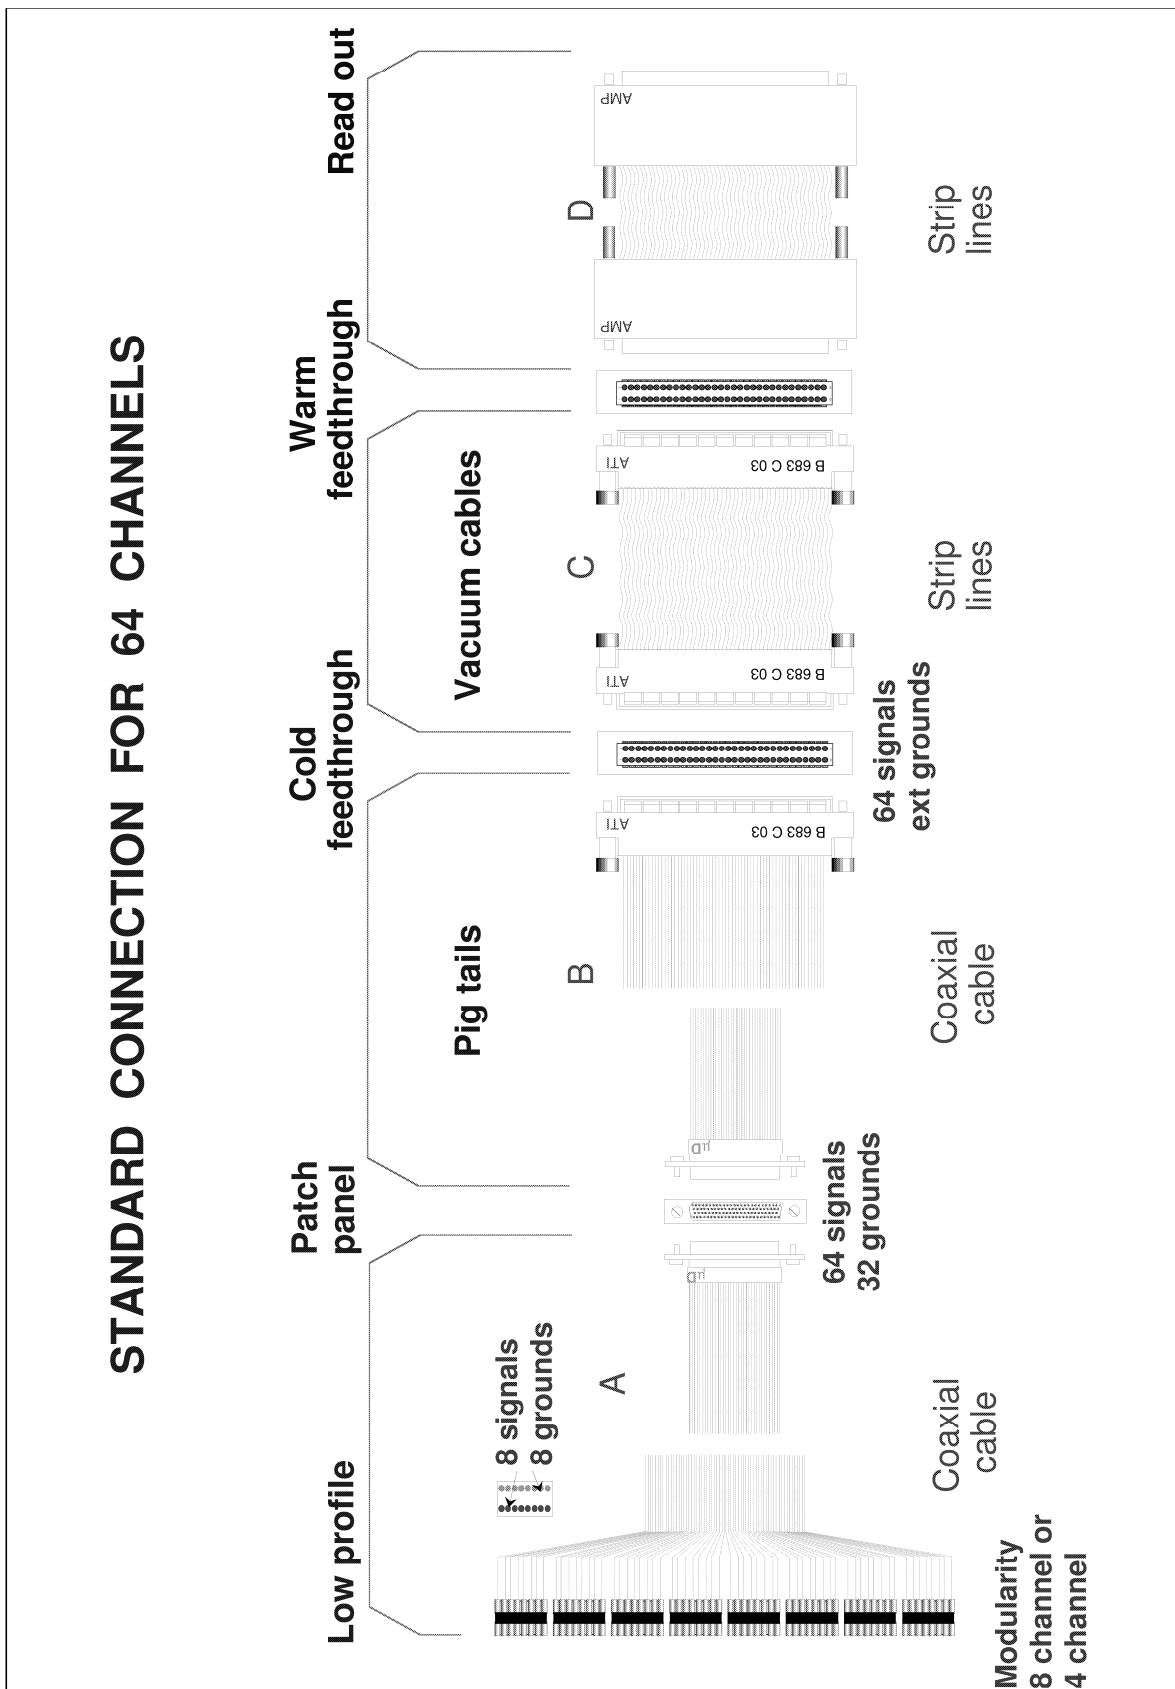 STANDARD CONNECTION FOR 64 CHANNELS
Low profile
Patch
panel
Cold
feedthrough
Warm
feedthrough
Read out
Pig tails
Vacuum cables
8 signals
8 grounds
A
B
C
D
ATI
B 683 C 03
ATI
B 683 C 03
ATI
B 683 C 03
AMP
AMP
64 signals
32 grounds
64 signals
ext grounds
Coaxial
cable
Coaxial
cable
Strip
lines
Strip
lines
Modularity
8 channel or
4 channel